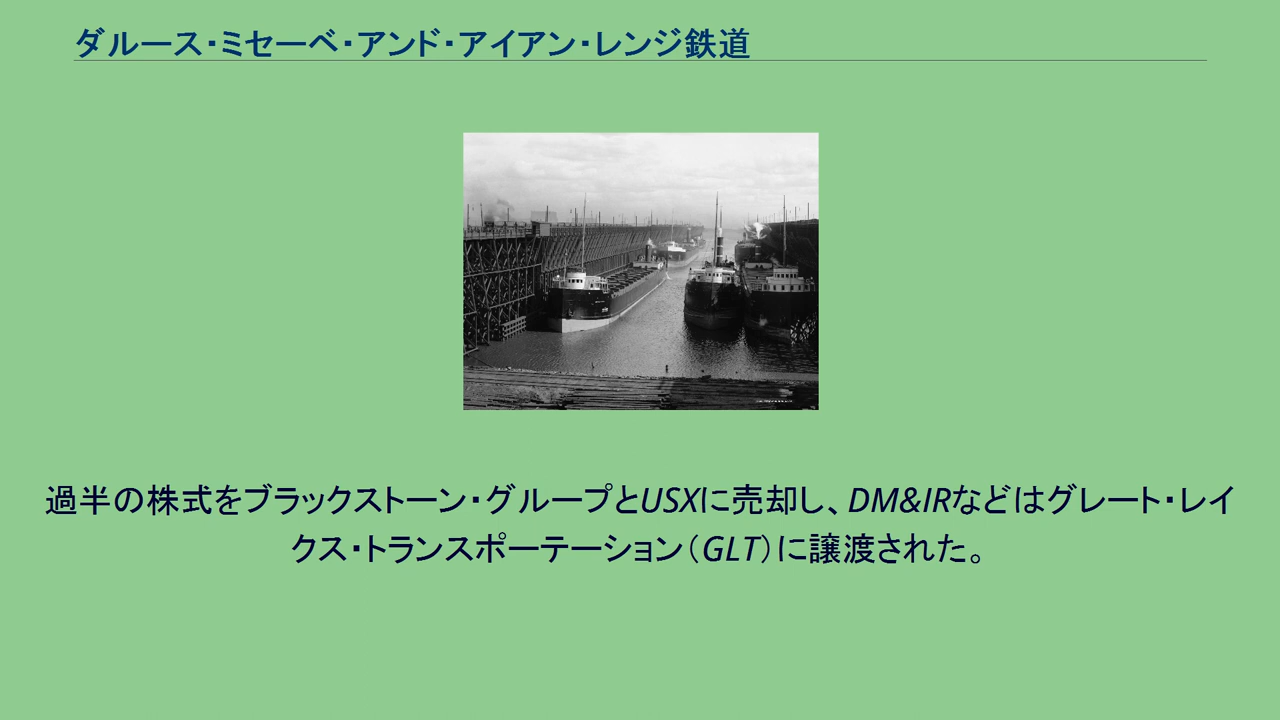 ダルース・ミセーベ・アンド・アイアン・レンジ鉄道
過半の株式をブラックストーン・グループとUSXに売却し、DM&IRなどはグレート・レイ
クス・トランスポーテーション（GLT）に譲渡された。